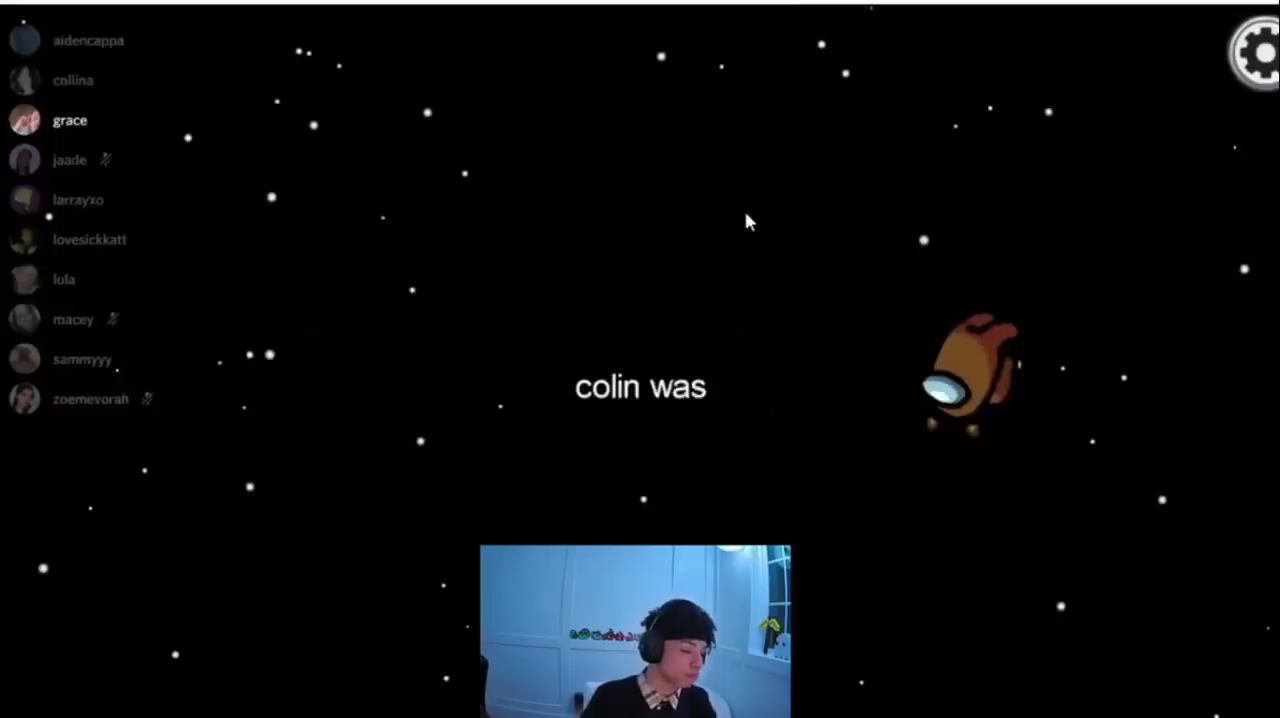 aidencappa
collina
grace
jaade
larrayxo
lovesickkatt
lula
macey
sammyyy
zoemevorah
colin was